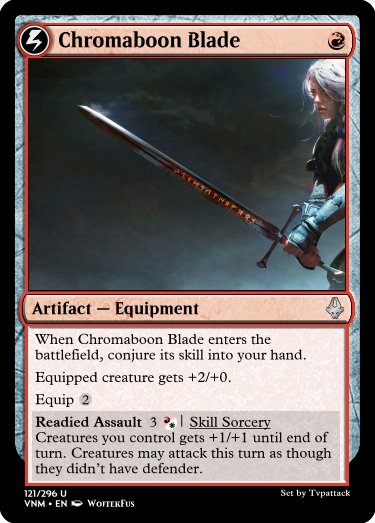 Chromaboon Blade
Artifact — Equipment
When Chromaboon Blade enters the
battlefield, conjure its skill into your hand.
Equipped creature gets +2/+0.
Equip 2
Readied Assault 3 | Skill Sorcery
Creatures you control gets +1/+1 until end of
turn. Creatures may attack this turn as though
they didn't have defender.
121/296 U
VNM • EN WOFTERFUS
Set by Tvpattack